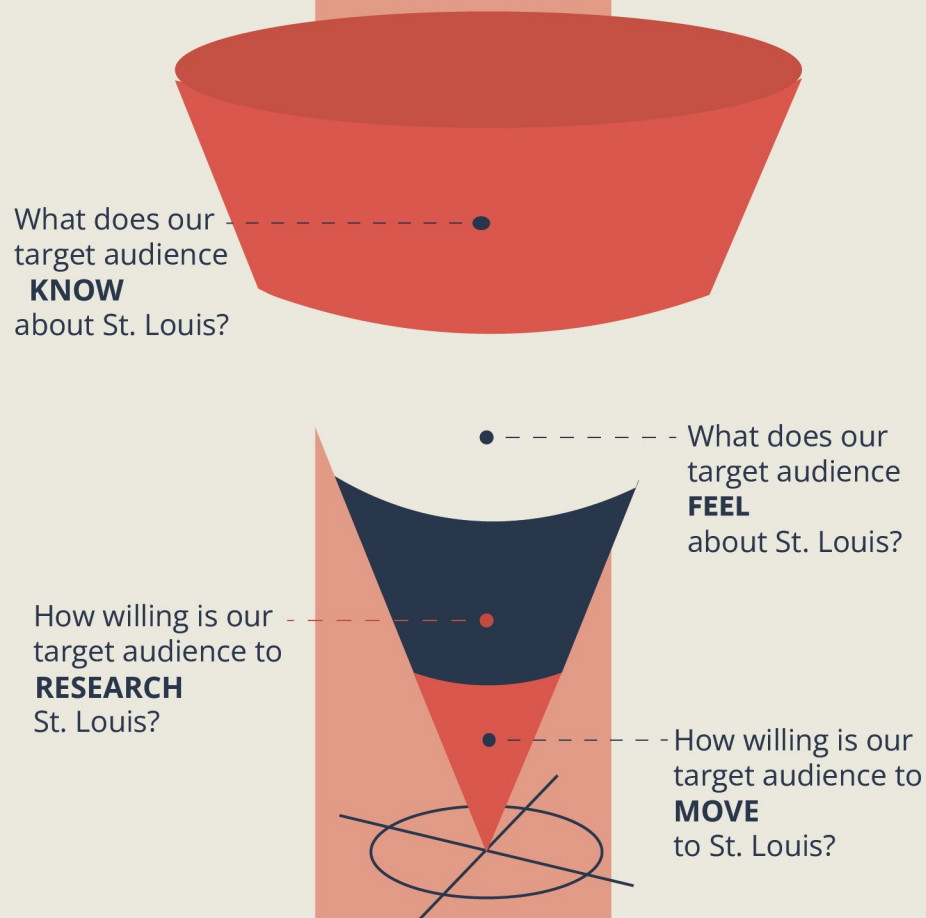 What does our
target audience
KNOW
about St. Louis?
What does our
target audience
FEEL
about St. Louis?
How willing is our
target audience to
RESEARCH
St. Louis?
How willing is our
target audience to
MOVE
to St. Louis?